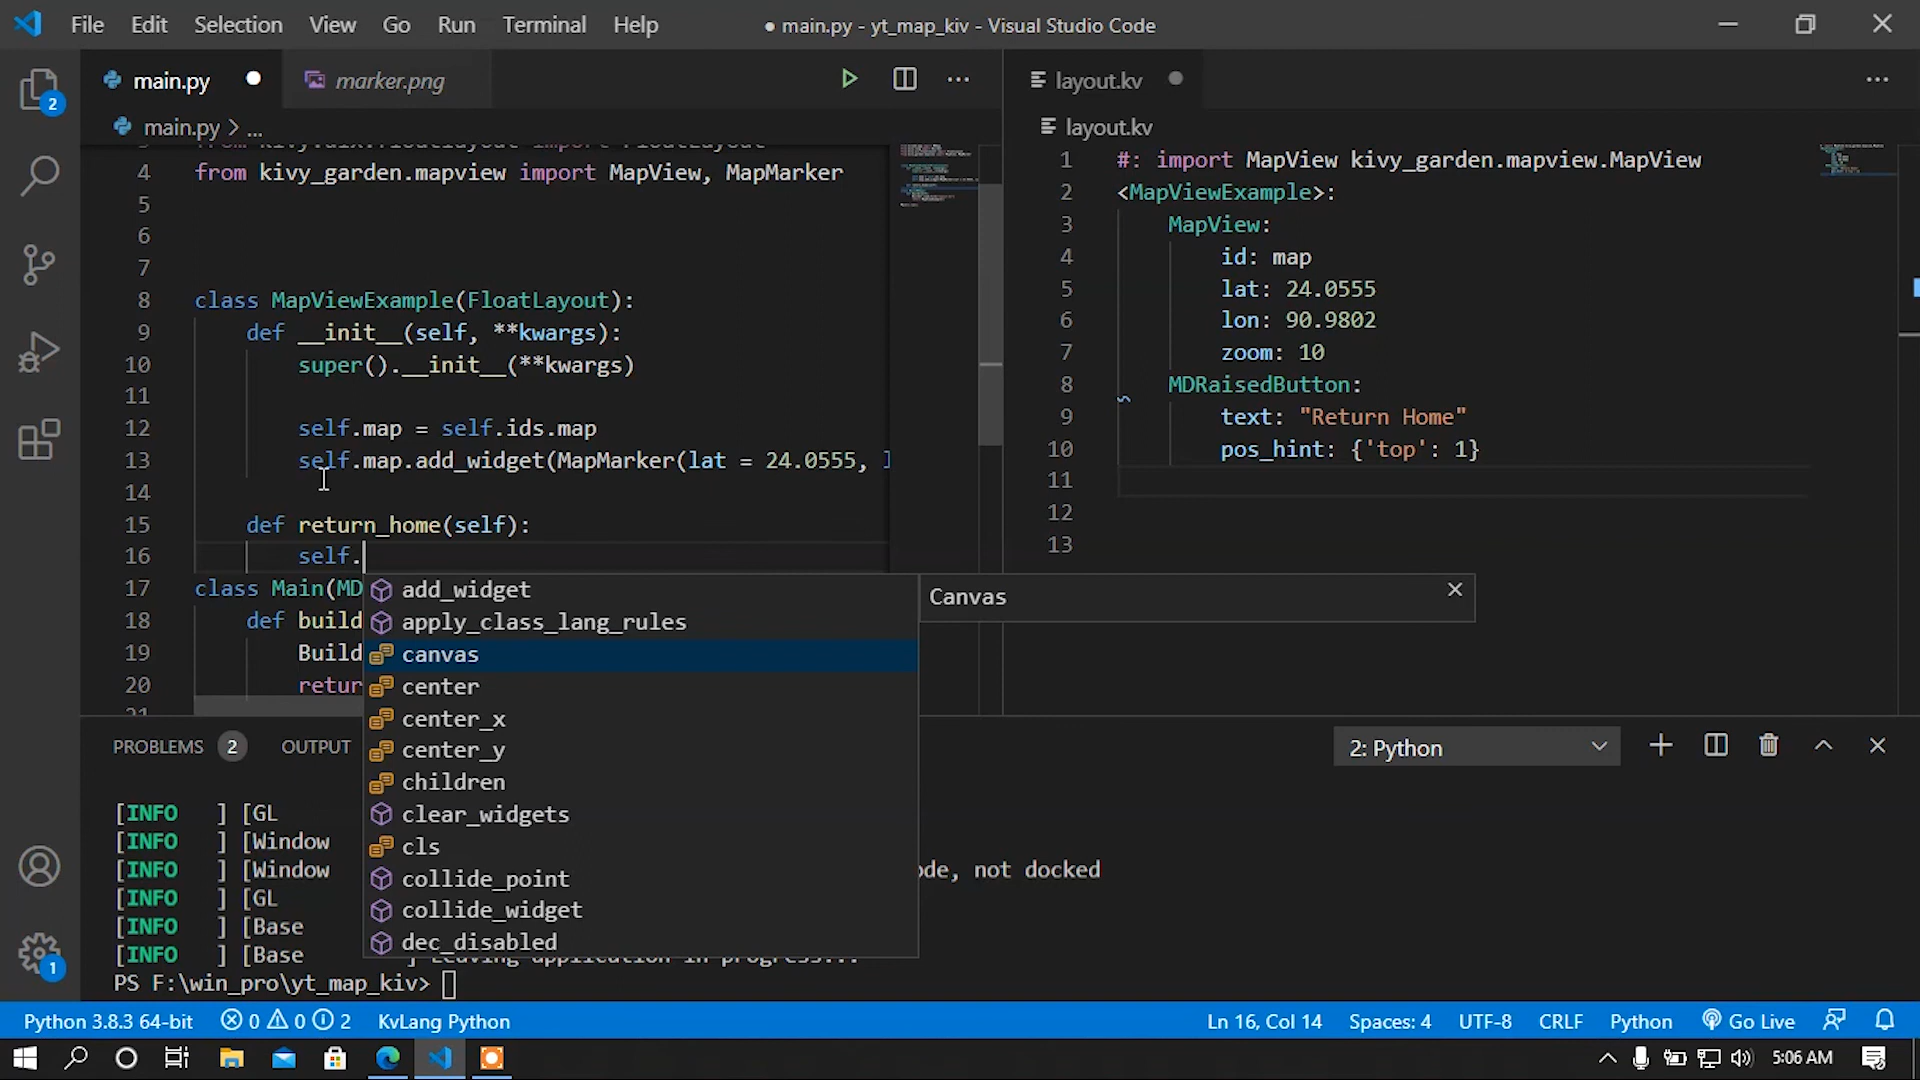 File Edit Selection View Go Run Terminal Help
● main.py - yt_map_kiv - Visual Studio Code
main.py
marker.png
main.py > ...
4 from kivy_garden.mapview import MapView, MapMarker
5
6
7
8 class MapViewExample(FloatLayout):
9 def __init__(self, **kwargs):
10 super().__init__(**kwargs)
11
12 self.map = self.ids.map
13 self.map.add_widget(MapMarker(lat = 24.0555, l
14
15 def return_home(self):
16 self.
17 class Main(MD
18 def build
19 Build
20 retur
21
add_widget
apply_class_lang_rules
canvas
center
center_x
center_y
children
clear_widgets
cls
collide_point
collide_widget
dec_disabled
Canvas
layout.kv
layout.kv
1 #: import MapView kivy_garden.mapview.MapView
2 <MapViewExample>:
3 MapView:
4 id: map
5 lat: 24.0555
6 lon: 90.9802
7 zoom: 10
8 MDRaisedButton:
9 text: "Return Home"
10 pos_hint: {'top': 1}
11
12
13
PROBLEMS 2 OUTPUT
2: Python
[INFO ] [GL
[INFO ] [Window
[INFO ] [Window ode, not docked
[INFO ] [GL
[INFO ] [Base
[INFO ] [Base ] Leaving application in progress...
PS F:\win_pro\yt_map_kiv>
2
1
Python 3.8.3 64-bit 0 0 2 KvLang Python
Ln 16, Col 14 Spaces: 4 UTF-8 CRLF Python Go Live
5:06 AM